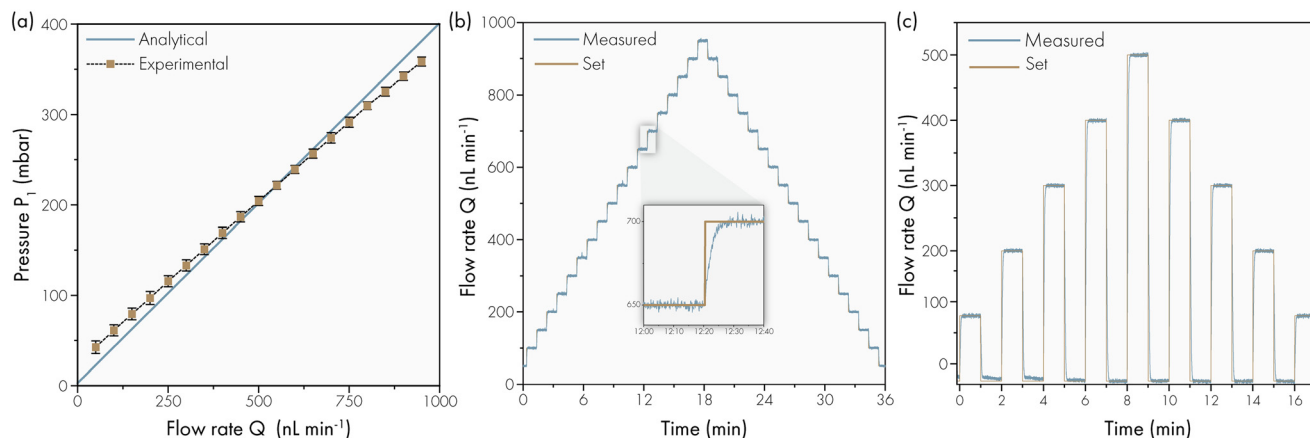 (a)
400
300
200
100
0
Pressure P₁ (mbar)
Analytical
Experimental
0 250 500 750 1000
Flow rate Q (nL min⁻¹)
(b)
1000
900
800
600
400
200
0
Flow rate Q (nL min⁻¹)
Measured
Set
700
650
12:00 12:20 12:30 12:40
0 6 12 18 24 30 36
Time (min)
(c)
500
400
300
200
100
0
Flow rate Q (nL min⁻¹)
Measured
Set
0 2 4 6 8 10 12 14 16
Time (min)